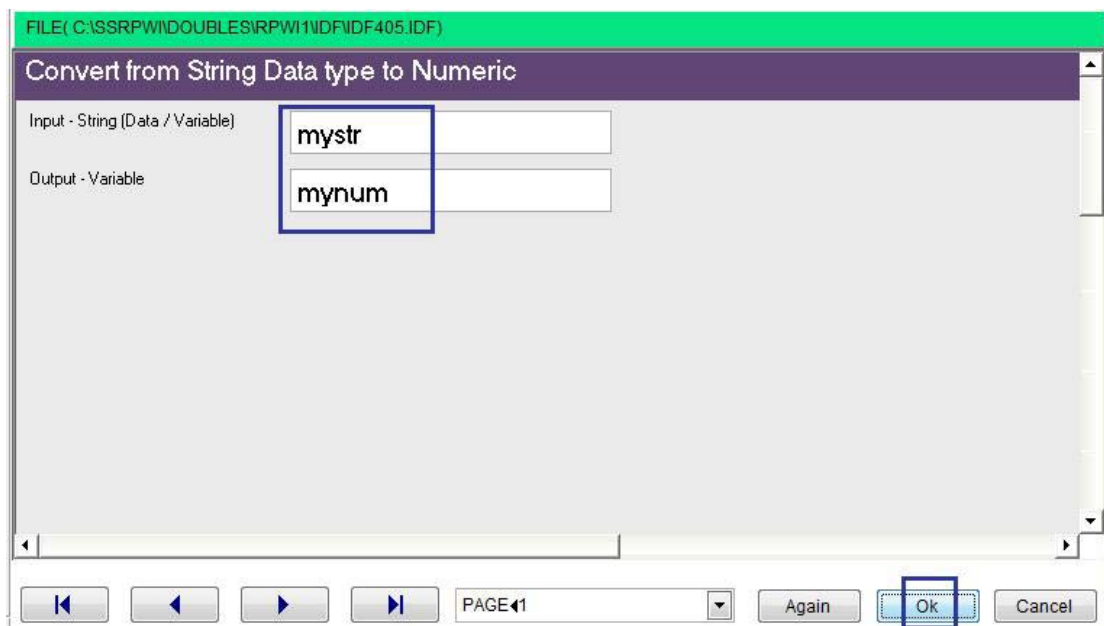 FILE( C:\SSRPWI\DOUBLES\RPWI1\IDF\IDF405.IDF)
Convert from String Data type to Numeric
Input - String (Data / Variable)
mystr
Output - Variable
mynum
PAGE 1
Again
Ok
Cancel